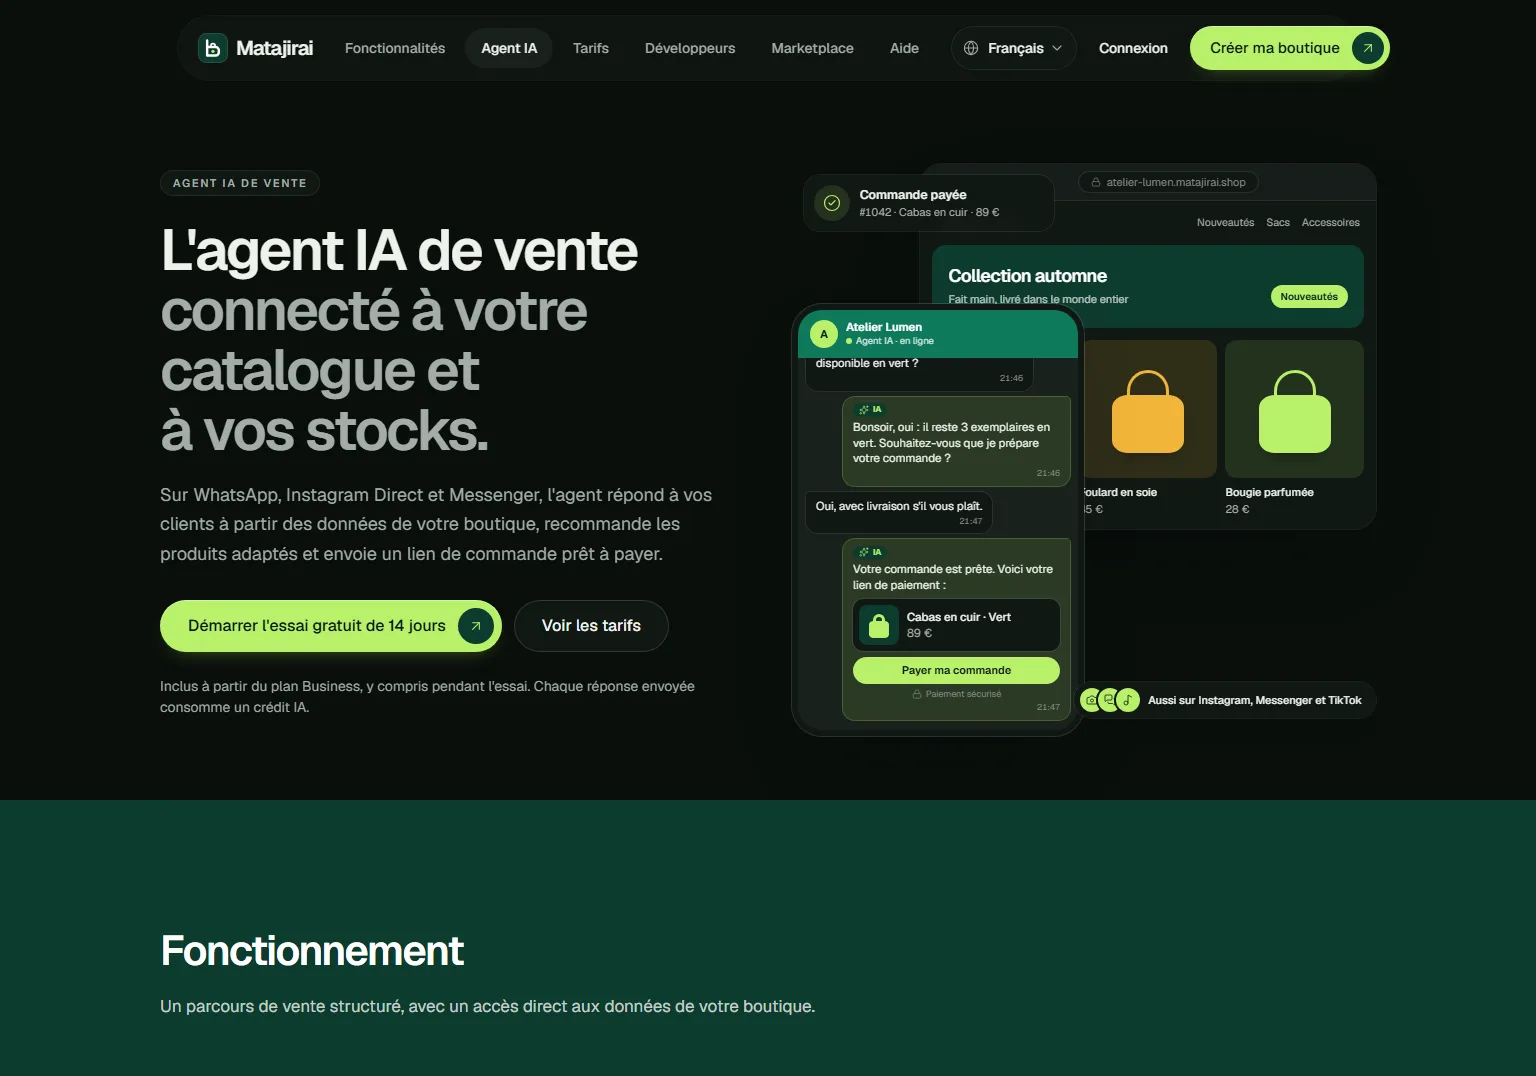 Matajirai
Fonctionnalités
Agent IA
Tarifs
Développeurs
Marketplace
Aide
Français
Connexion
Créer ma boutique
AGENT IA DE VENTE
L'agent IA de vente
connecté à votre
catalogue et
à vos stocks.
Sur WhatsApp, Instagram Direct et Messenger, l'agent répond à vos
clients à partir des données de votre boutique, recommande les
produits adaptés et envoie un lien de commande prêt à payer.
Démarrer l'essai gratuit de 14 jours
Voir les tarifs
Inclus à partir du plan Business, y compris pendant l'essai. Chaque réponse envoyée
consomme un crédit IA.
Commande payée
#1042 · Cabas en cuir · 89 €
atelier-lumen.matajirai.shop
Nouveautés Sacs Accessoires
Collection automne
Fait main, livré dans le monde entier
Nouveautés
A
Atelier Lumen
Agent IA · en ligne
disponible en vert ?
21:46
IA
Bonsoir, oui : il reste 3 exemplaires en
vert. Souhaitez-vous que je prépare
votre commande ?
21:46
Oui, avec livraison s'il vous plaît.
21:47
IA
Votre commande est prête. Voici votre
lien de paiement :
Cabas en cuir · Vert
89 €
Payer ma commande
Paiement sécurisé
21:47
oulard en soie
5 €
Bougie parfumée
28 €
Aussi sur Instagram, Messenger et TikTok
Fonctionnement
Un parcours de vente structuré, avec un accès direct aux données de votre boutique.